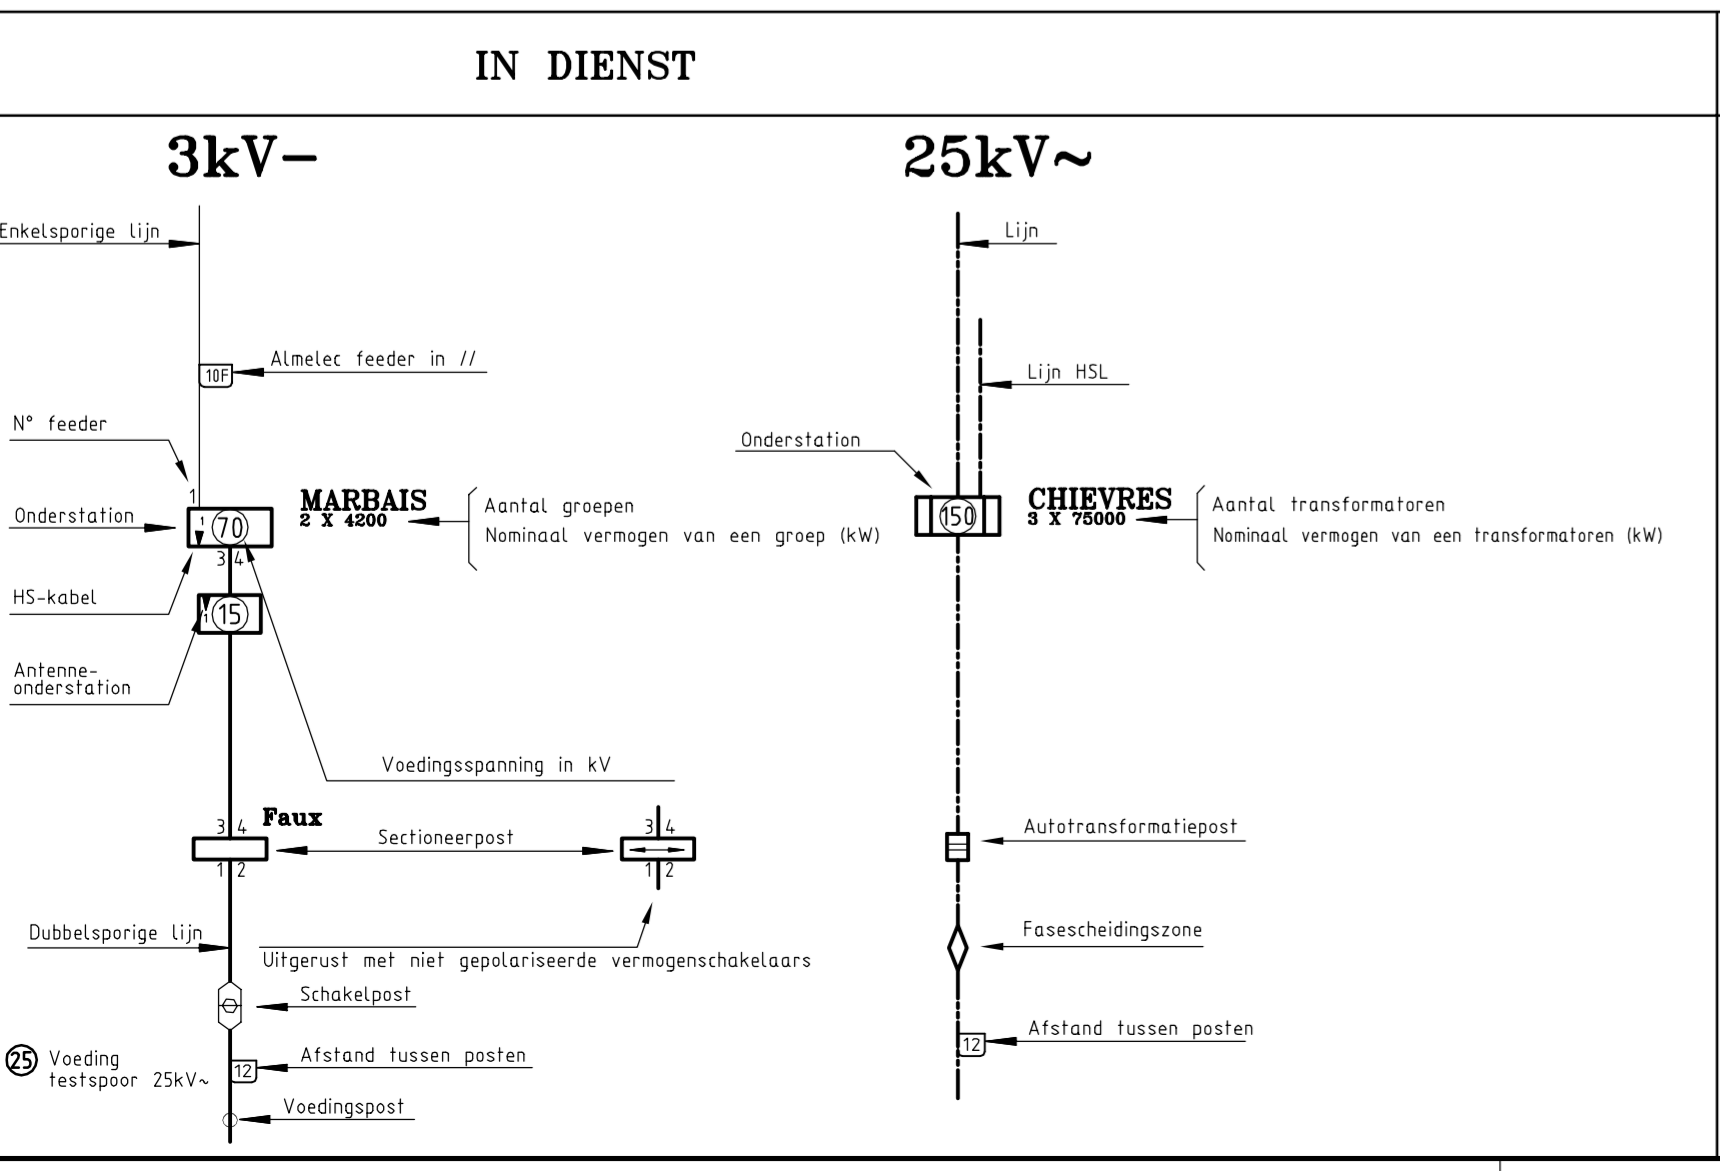 IN DIENST
3kV–
25kV~
Enkelsporige lijn
Lijn
Almelec feeder in //
10F
Lijn HSL
N° feeder
Onderstation
1
MARBAIS
2 X 4200
Aantal groepen
Nominaal vermogen van een groep (kW)
CHIEVRES
3 X 75000
Aantal transformatoren
Nominaal vermogen van een transformatoren (kW)
Onderstation
1
70
150
3 4
HS-kabel
1
15
Antenne-
onderstation
Voedingsspanning in kV
Faux
3 4
Sectioneerpost
3 4
1 2
1 2
Autotransformatiepost
Dubbelsporige lijn
Fasescheidingszone
Uitgerust met niet gepolariseerde vermogenschakelaars
Schakelpost
Afstand tussen posten
12
25
Voeding
testspoor 25kV~
Afstand tussen posten
12
Voedingspost